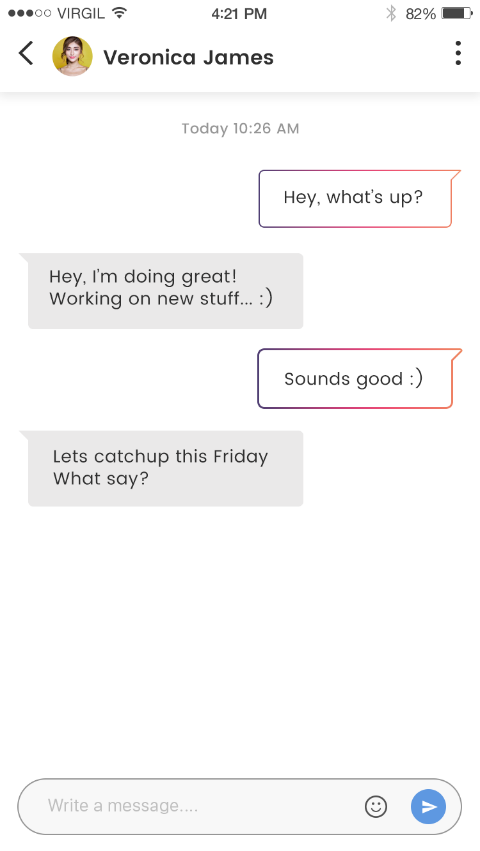 VIRGIL 4:21 PM 82%
Veronica James
Today 10:26 AM
Hey, what's up?
Hey, I'm doing great!
Working on new stuff... :)
Sounds good :)
Lets catchup this Friday
What say?
Write a message....